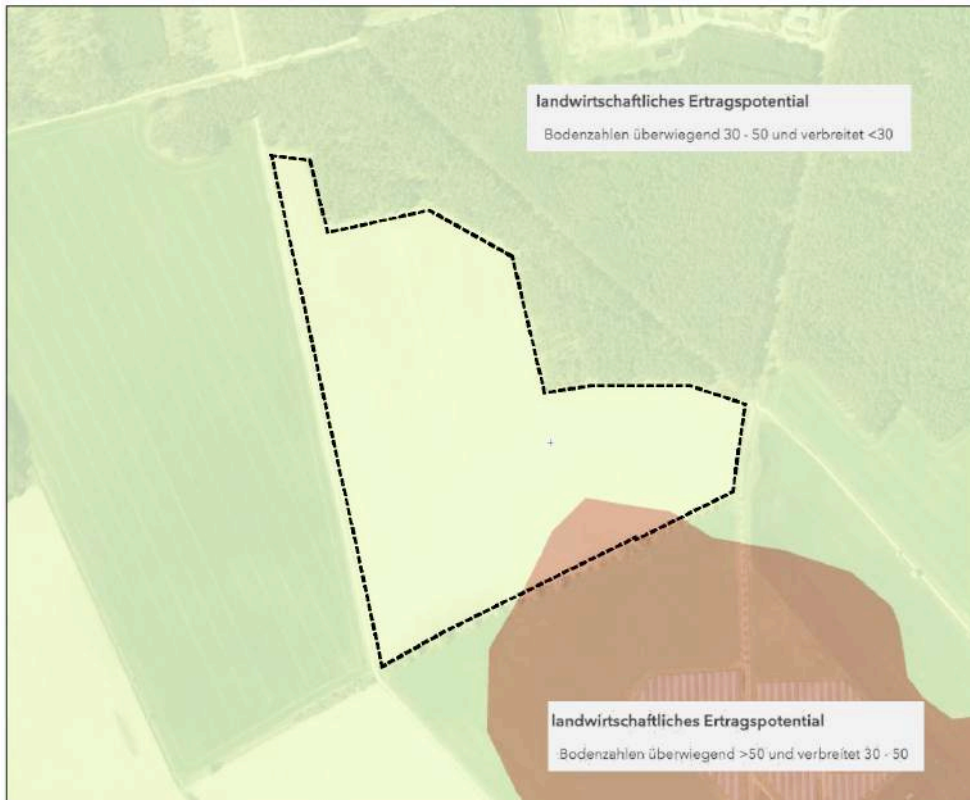 landwirtschaftliches Ertragspotential
Bodenzahlen überwiegend 30 - 50 und verbreitet <30
landwirtschaftliches Ertragspotential
Bodenzahlen überwiegend >50 und verbreitet 30 - 50